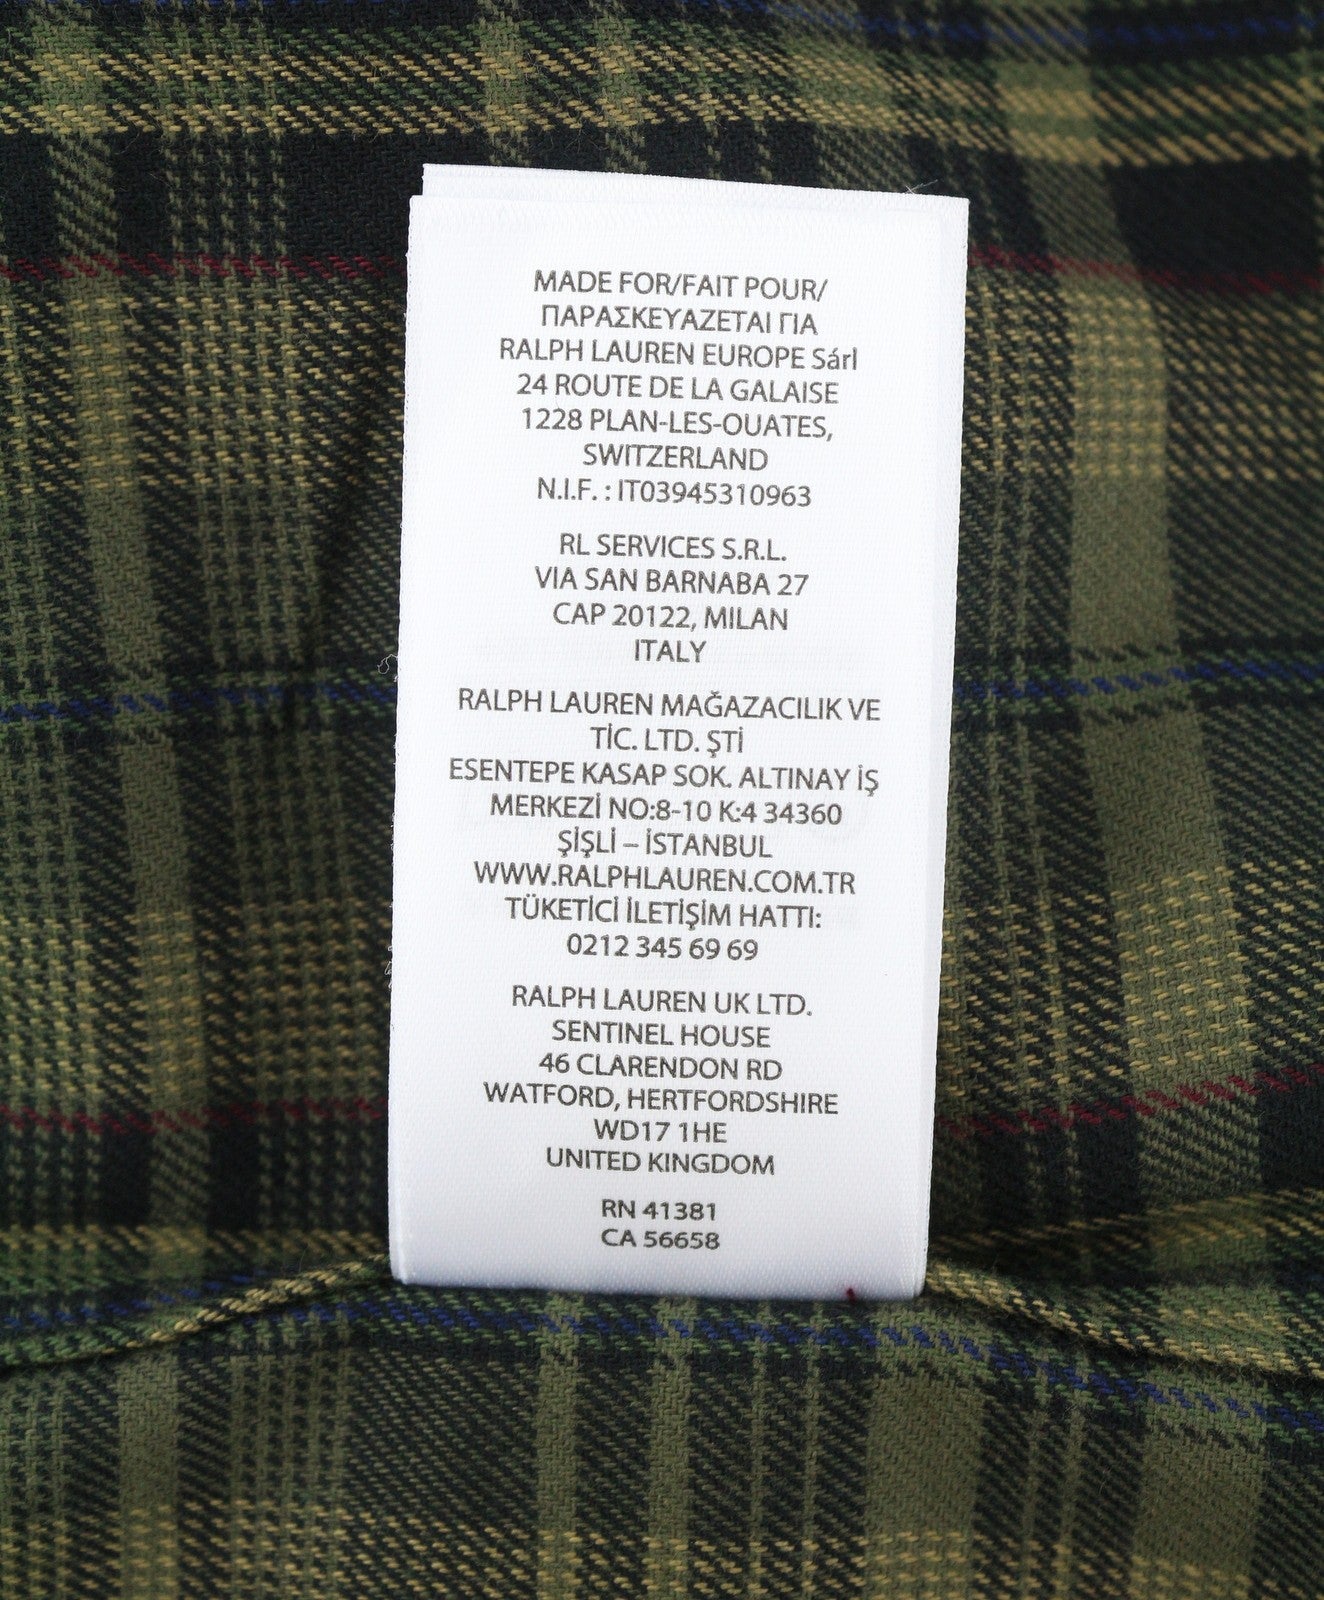 MADE FOR/FAIT POUR/
ΠΑΡΑΣΚΕΥΑΖΕΤΑΙ ΓΙΑ
RALPH LAUREN EUROPE Sárl
24 ROUTE DE LA GALAISE
1228 PLAN-LES-OUATES,
SWITZERLAND
N.I.F. : IT03945310963
RL SERVICES S.R.L.
VIA SAN BARNABA 27
CAP 20122, MILAN
ITALY
RALPH LAUREN MAĞAZACILIK VE
TİC. LTD. ŞTİ
ESENTEPE KASAP SOK. ALTINAY İŞ
MERKEZİ NO:8-10 K:4 34360
ŞİŞLİ – İSTANBUL
WWW.RALPHLAUREN.COM.TR
TÜKETİCİ İLETİŞİM HATTI:
0212 345 69 69
RALPH LAUREN UK LTD.
SENTINEL HOUSE
46 CLARENDON RD
WATFORD, HERTFORDSHIRE
WD17 1HE
UNITED KINGDOM
RN 41381
CA 56658